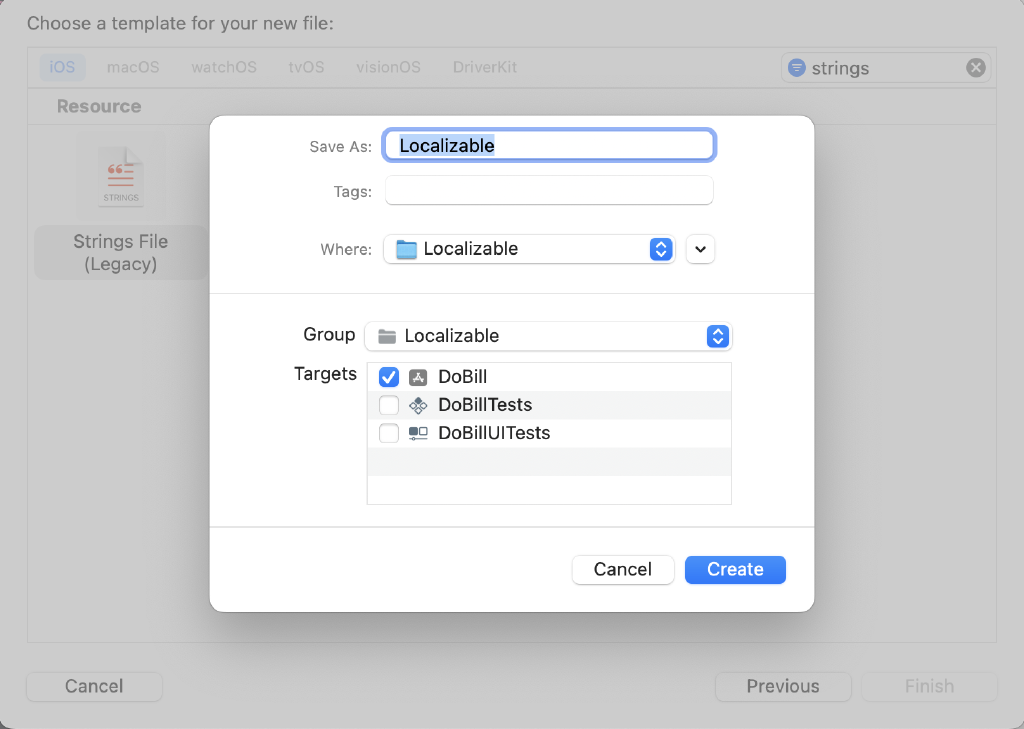 Choose a template for your new file:
iOS macOS watchOS tvOS visionOS DriverKit strings
Resource
STRINGS
Strings File
(Legacy)
Save As: Localizable
Tags:
Where: Localizable
Group Localizable
Targets DoBill
DoBillTests
DoBillUITests
Cancel Create
Cancel Previous Finish